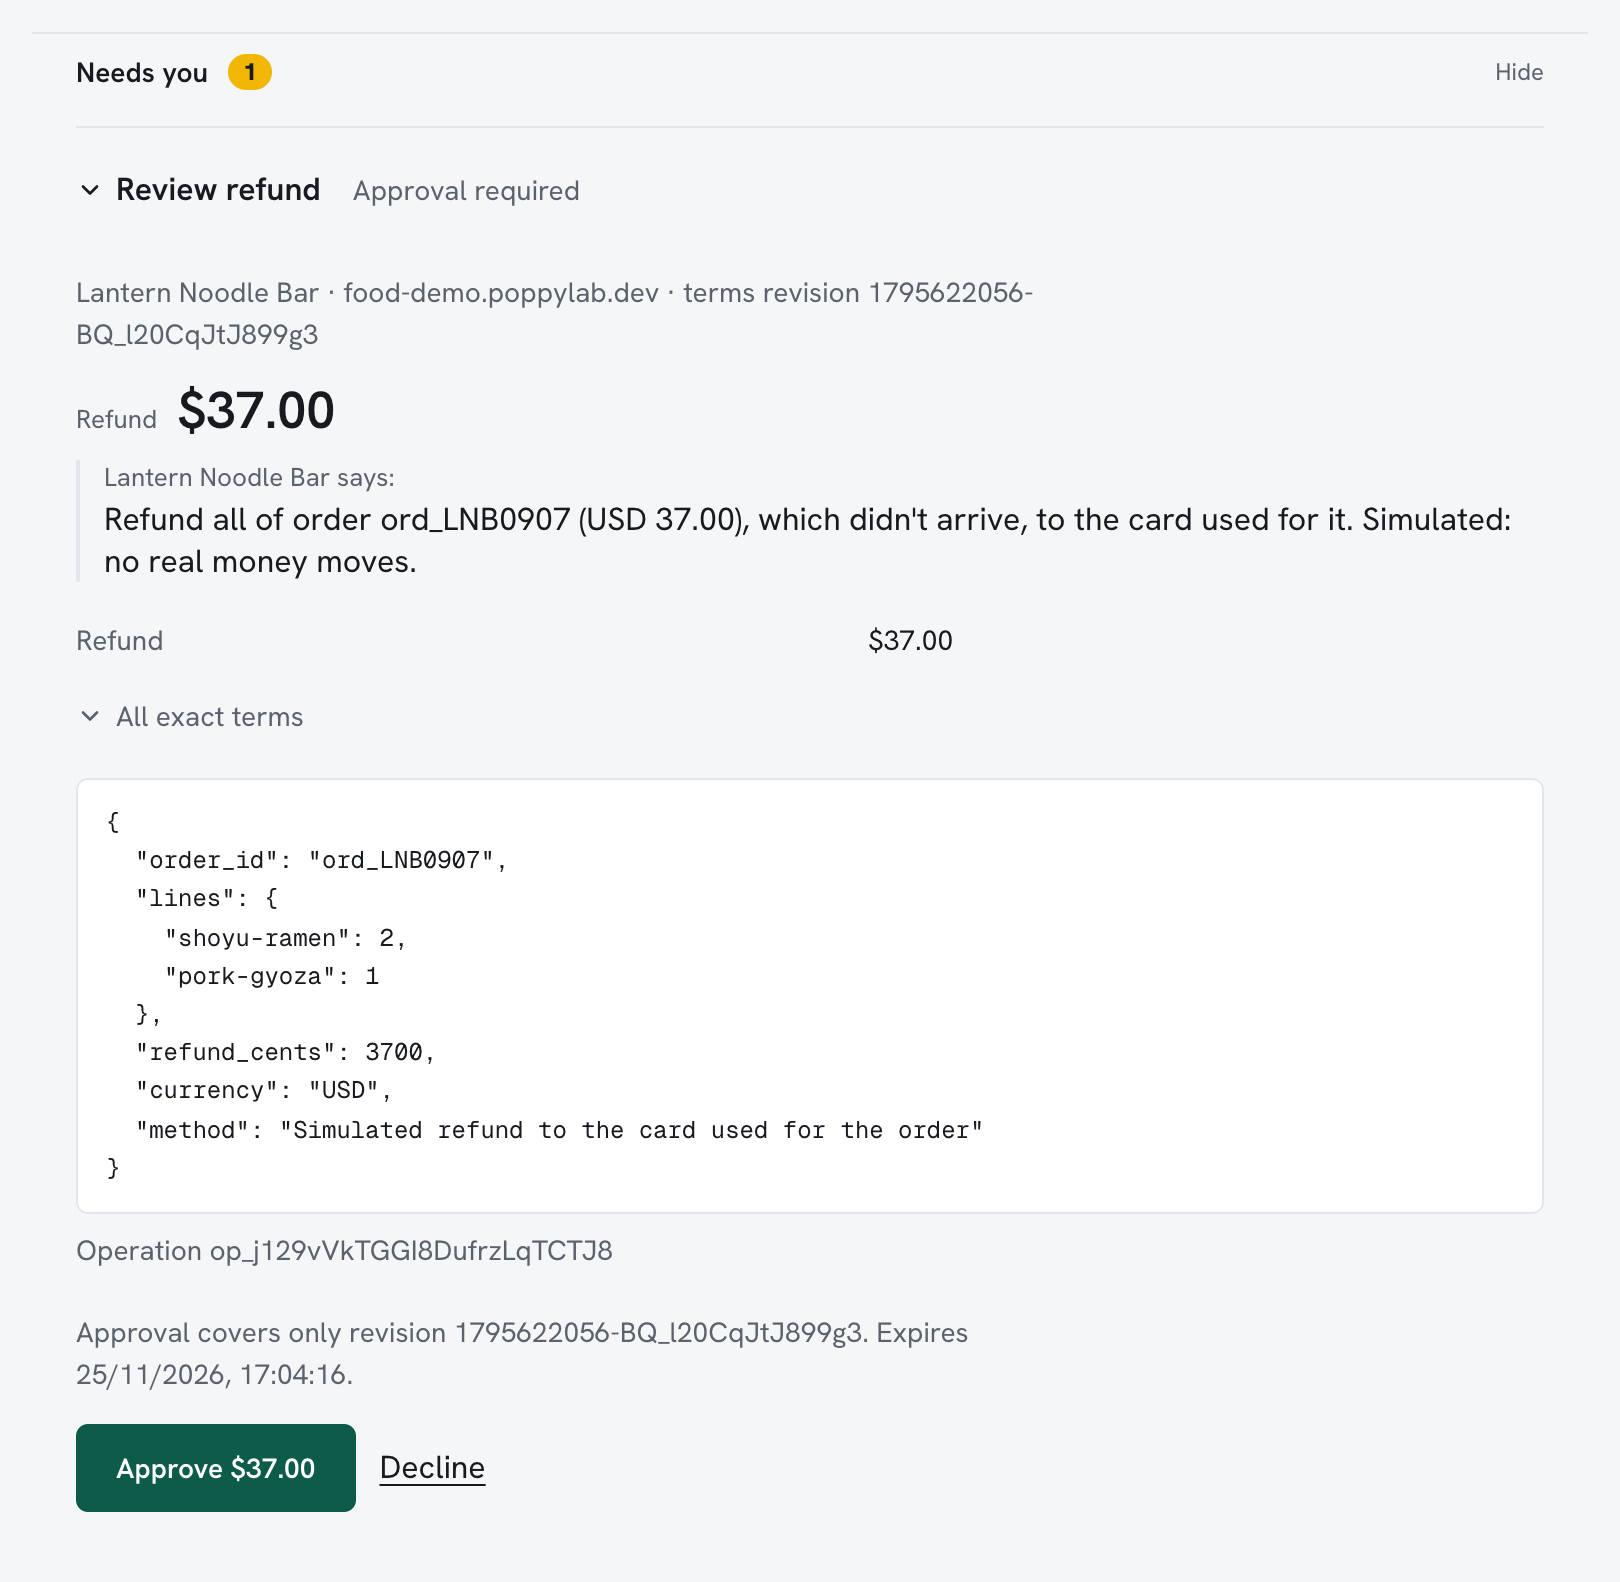 Needs you 1 Hide
Review refund Approval required
Lantern Noodle Bar · food-demo.poppylab.dev · terms revision 1795622056-
BQ_l20CqJtJ899g3
Refund $37.00
Lantern Noodle Bar says:
Refund all of order ord_LNB0907 (USD 37.00), which didn't arrive, to the card used for it. Simulated:
no real money moves.
Refund $37.00
All exact terms
{
  "order_id": "ord_LNB0907",
  "lines": {
    "shoyu-ramen": 2,
    "pork-gyoza": 1
  },
  "refund_cents": 3700,
  "currency": "USD",
  "method": "Simulated refund to the card used for the order"
}
Operation op_j129vVkTGGI8DufrzLqTCTJ8
Approval covers only revision 1795622056-BQ_l20CqJtJ899g3. Expires
25/11/2026, 17:04:16.
Approve $37.00 Decline